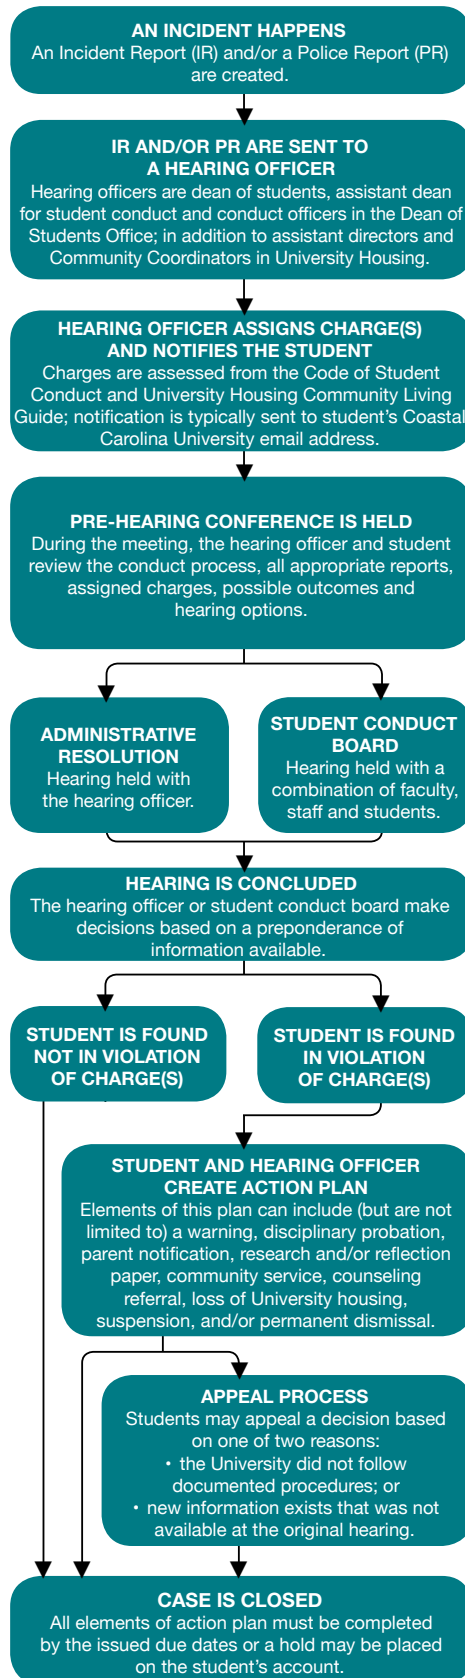 AN INCIDENT HAPPENS
An Incident Report (IR) and/or a Police Report (PR)
are created.
IR AND/OR PR ARE SENT TO
A HEARING OFFICER
Hearing officers are dean of students, assistant dean
for student conduct and conduct officers in the Dean of
Students Office; in addition to assistant directors and
Community Coordinators in University Housing.
HEARING OFFICER ASSIGNS CHARGE(S)
AND NOTIFIES THE STUDENT
Charges are assessed from the Code of Student
Conduct and University Housing Community Living
Guide; notification is typically sent to student's Coastal
Carolina University email address.
PRE-HEARING CONFERENCE IS HELD
During the meeting, the hearing officer and student
review the conduct process, all appropriate reports,
assigned charges, possible outcomes and
hearing options.
ADMINISTRATIVE
RESOLUTION
Hearing held with
the hearing officer.
STUDENT CONDUCT
BOARD
Hearing held with a
combination of faculty,
staff and students.
HEARING IS CONCLUDED
The hearing officer or student conduct board make
decisions based on a preponderance of
information available.
STUDENT IS FOUND
NOT IN VIOLATION
OF CHARGE(S)
STUDENT IS FOUND
IN VIOLATION
OF CHARGE(S)
STUDENT AND HEARING OFFICER
CREATE ACTION PLAN
Elements of this plan can include (but are not
limited to) a warning, disciplinary probation,
parent notification, research and/or reflection
paper, community service, counseling
referral, loss of University housing,
suspension, and/or permanent dismissal.
APPEAL PROCESS
Students may appeal a decision based
on one of two reasons:
• the University did not follow
documented procedures; or
• new information exists that was not
available at the original hearing.
CASE IS CLOSED
All elements of action plan must be completed
by the issued due dates or a hold may be placed
on the student's account.